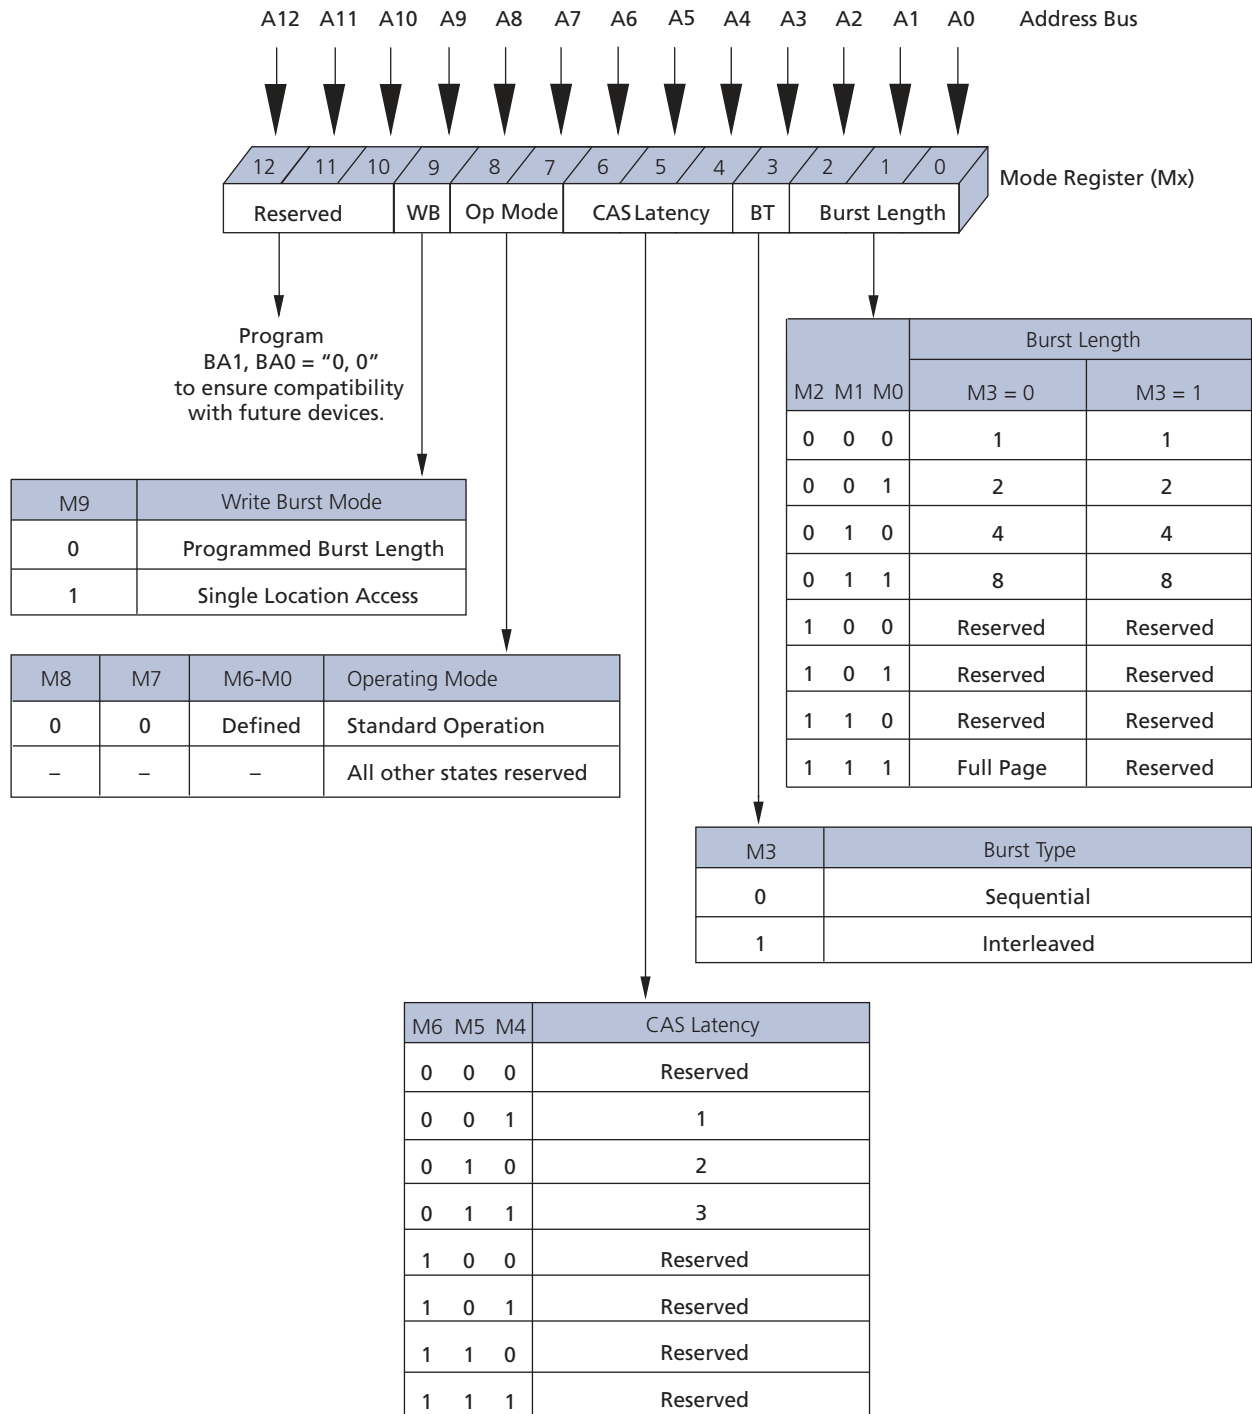 A12 A11 A10 A9 A8 A7 A6 A5 A4 A3 A2 A1 A0 Address Bus
12 11 10 9 8 7 6 5 4 3 2 1 0
Mode Register (Mx)
Reserved WB Op Mode CAS Latency BT Burst Length
Program
BA1, BA0 = “0, 0”
to ensure compatibility
with future devices.
Burst Length
M2 M1 M0 M3 = 0 M3 = 1
0 0 0 1 1
0 0 1 2 2
0 1 0 4 4
0 1 1 8 8
1 0 0 Reserved Reserved
1 0 1 Reserved Reserved
1 1 0 Reserved Reserved
1 1 1 Full Page Reserved
M9 Write Burst Mode
0 Programmed Burst Length
1 Single Location Access
M8 M7 M6-M0 Operating Mode
0 0 Defined Standard Operation
– – – All other states reserved
M3 Burst Type
0 Sequential
1 Interleaved
M6 M5 M4 CAS Latency
0 0 0 Reserved
0 0 1 1
0 1 0 2
0 1 1 3
1 0 0 Reserved
1 0 1 Reserved
1 1 0 Reserved
1 1 1 Reserved